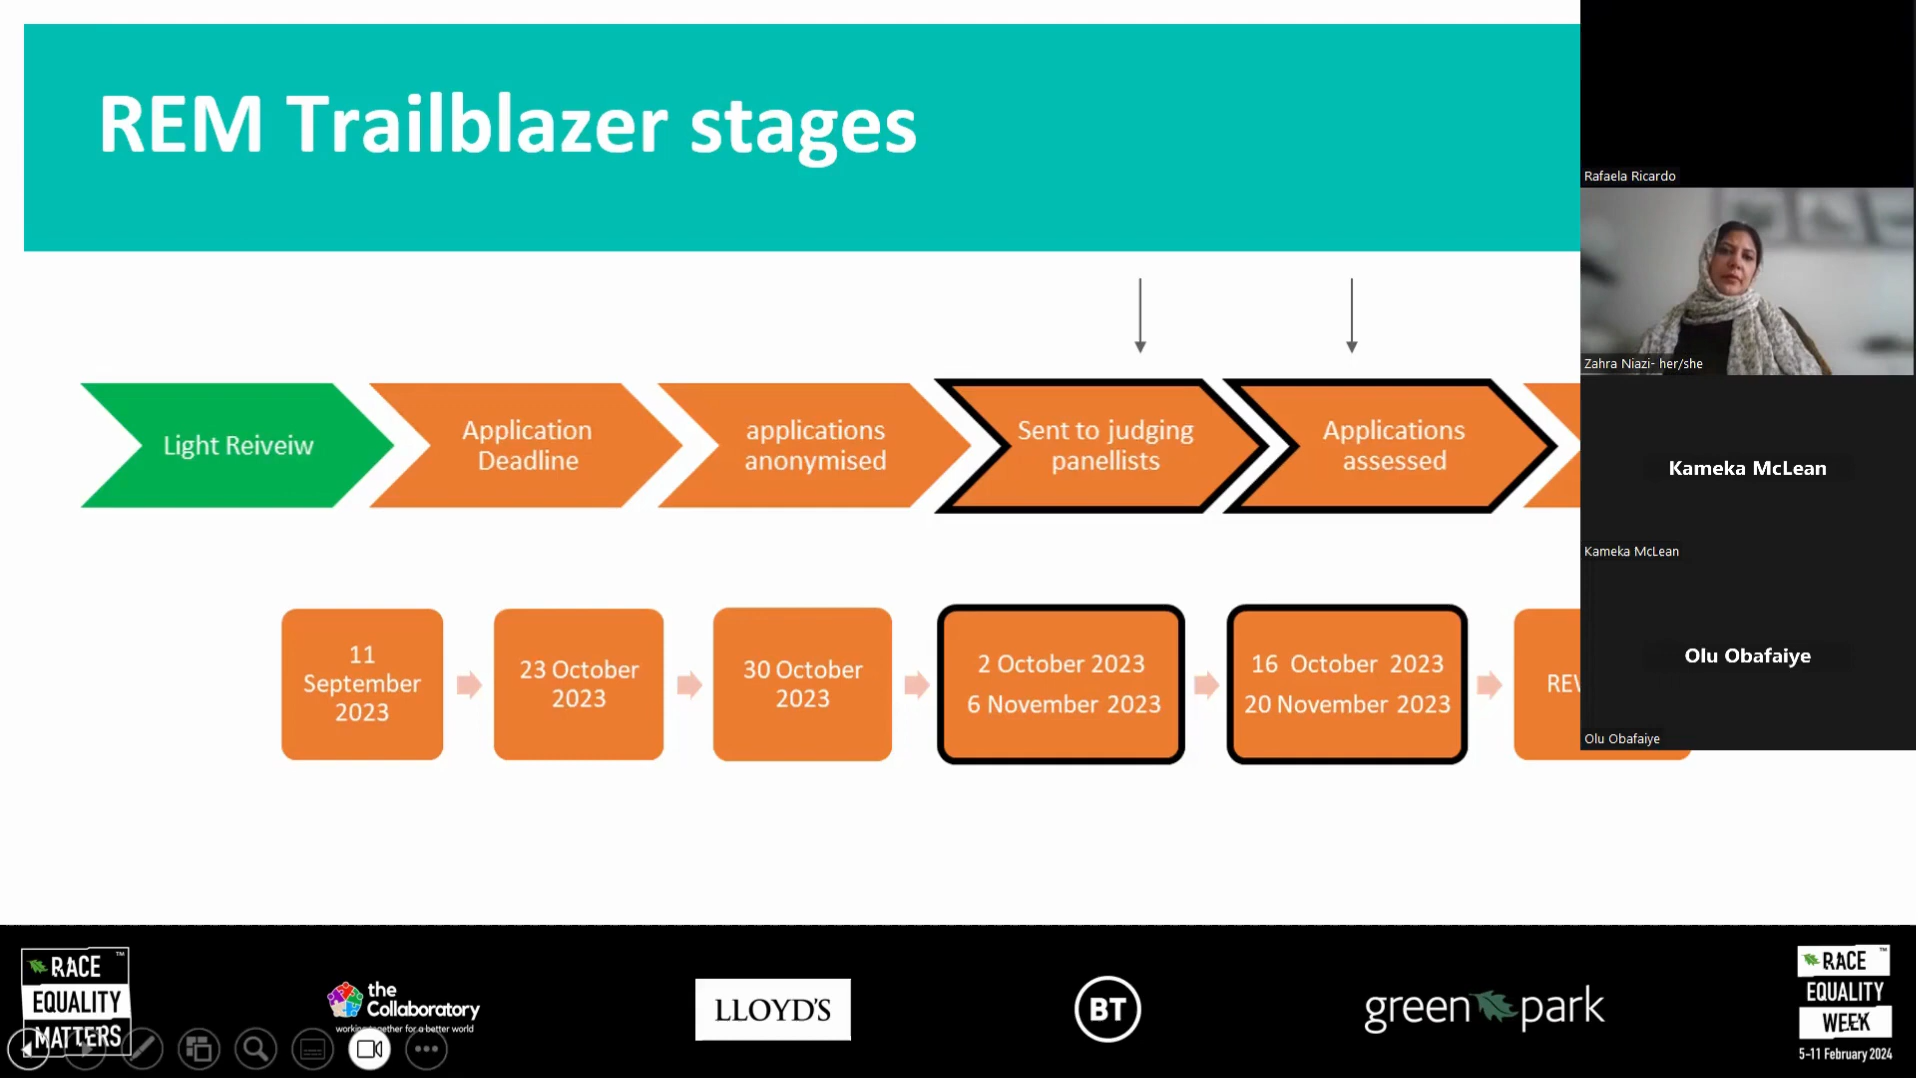 REM Trailblazer stages
Light Reiveiw
Application
Deadline
applications
anonymised
Sent to judging
panellists
Applications
assessed
11
September
2023
23 October
2023
30 October
2023
2 October 2023
6 November 2023
16 October 2023
20 November 2023
Rafaela Ricardo
Zahra Niazi- her/she
Kameka McLean
Kameka McLean
Olu Obafaiye
Olu Obafaiye
RACE
EQUALITY
MATTERS
TM
the
Collaboratory
working together for a better world
LLOYD'S
BT
green park
RACE
EQUALITY
WEEK
TM
5-11 February 2024